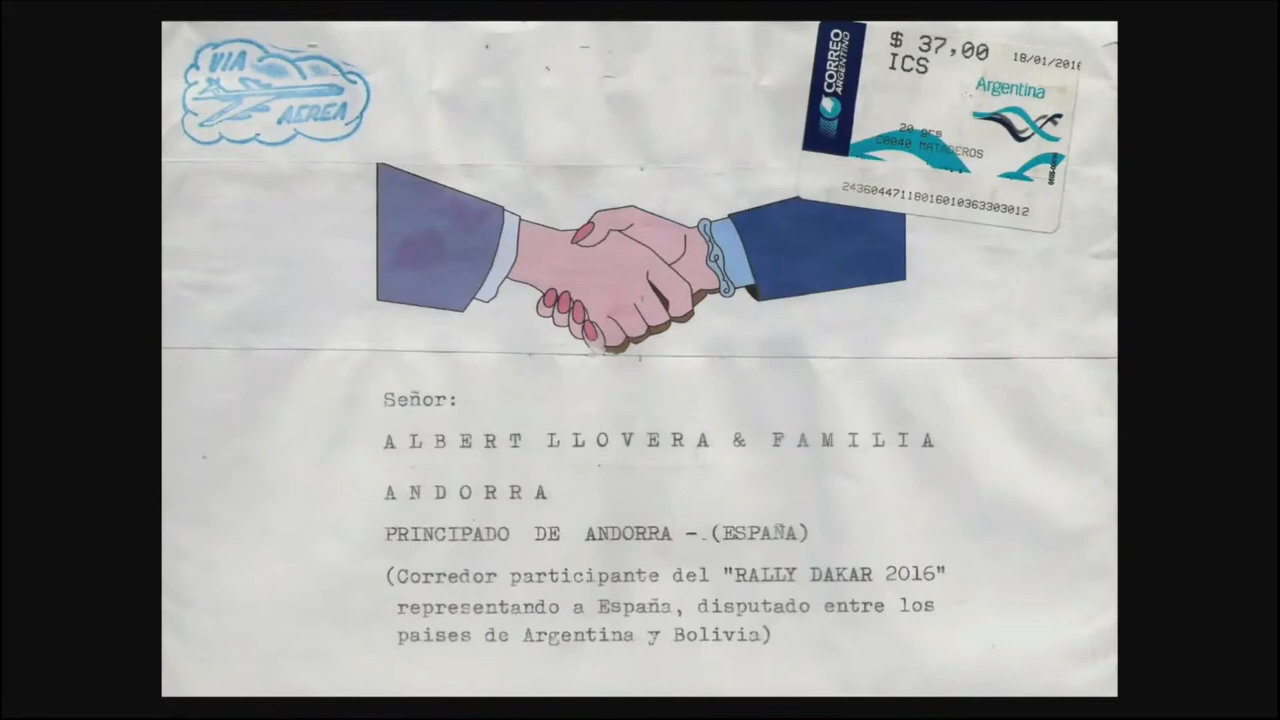 VIA
AEREA
CORREO
ARGENTINO
$ 37,00
ICS
18/01/2016
Argentina
20 grs
C0040 MATADEROS
24360447118016010363303012
Señor:
ALBERT LLOVERA & FAMILIA
ANDORRA
PRINCIPADO DE ANDORRA -.(ESPAÑA)
(Corredor participante del "RALLY DAKAR 2016"
representando a España, disputado entre los
paises de Argentina y Bolivia)